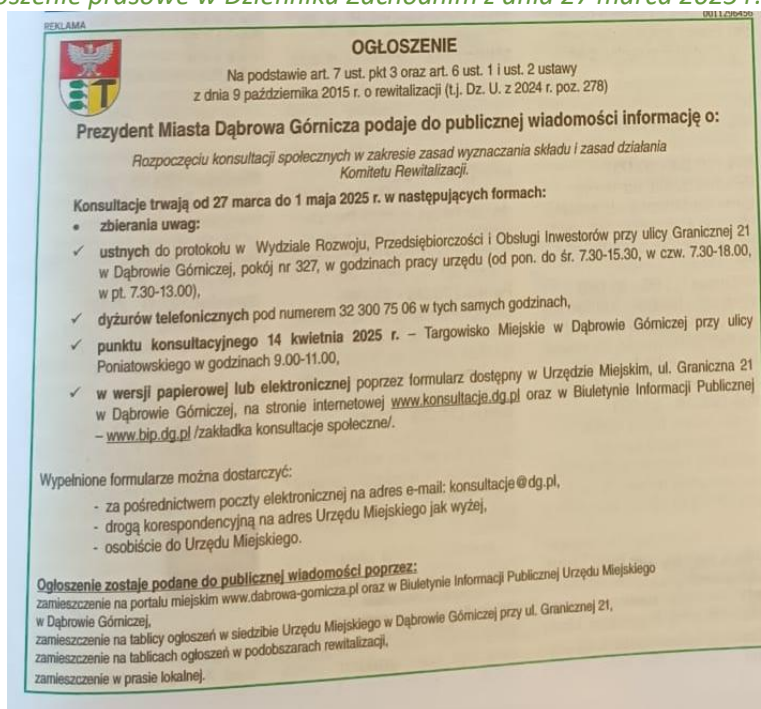 oszenie prasowe w Dzienniku Zachodnim z dnia 27 marca 2025 r.
REKLAMA
0011296456
OGŁOSZENIE
Na podstawie art. 7 ust. pkt 3 oraz art. 6 ust. 1 i ust. 2 ustawy
z dnia 9 października 2015 r. o rewitalizacji (t.j. Dz. U. z 2024 r. poz. 278)
Prezydent Miasta Dąbrowa Górnicza podaje do publicznej wiadomości informację o:
Rozpoczęciu konsultacji społecznych w zakresie zasad wyznaczania składu i zasad działania
Komitetu Rewitalizacji.
Konsultacje trwają od 27 marca do 1 maja 2025 r. w następujących formach:
• zbierania uwag:
✓ ustnych do protokołu w Wydziale Rozwoju, Przedsiębiorczości i Obsługi Inwestorów przy ulicy Granicznej 21
w Dąbrowie Górniczej, pokój nr 327, w godzinach pracy urzędu (od pon. do śr. 7.30-15.30, w czw. 7.30-18.00,
w pt. 7.30-13.00),
✓ dyżurów telefonicznych pod numerem 32 300 75 06 w tych samych godzinach,
✓ punktu konsultacyjnego 14 kwietnia 2025 r. – Targowisko Miejskie w Dąbrowie Górniczej przy ulicy
Poniatowskiego w godzinach 9.00-11.00,
✓ w wersji papierowej lub elektronicznej poprzez formularz dostępny w Urzędzie Miejskim, ul. Graniczna 21
w Dąbrowie Górniczej, na stronie internetowej www.konsultacje.dg.pl oraz w Biuletynie Informacji Publicznej
– www.bip.dg.pl /zakładka konsultacje społeczne/.
Wypełnione formularze można dostarczyć:
- za pośrednictwem poczty elektronicznej na adres e-mail: konsultacje@dg.pl,
- drogą korespondencyjną na adres Urzędu Miejskiego jak wyżej,
- osobiście do Urzędu Miejskiego.
Ogłoszenie zostaje podane do publicznej wiadomości poprzez:
zamieszczenie na portalu miejskim www.dabrowa-gornicza.pl oraz w Biuletynie Informacji Publicznej Urzędu Miejskiego
w Dąbrowie Górniczej,
zamieszczenie na tablicy ogłoszeń w siedzibie Urzędu Miejskiego w Dąbrowie Górniczej przy ul. Granicznej 21,
zamieszczenie na tablicach ogłoszeń w podobszarach rewitalizacji,
zamieszczenie w prasie lokalnej.